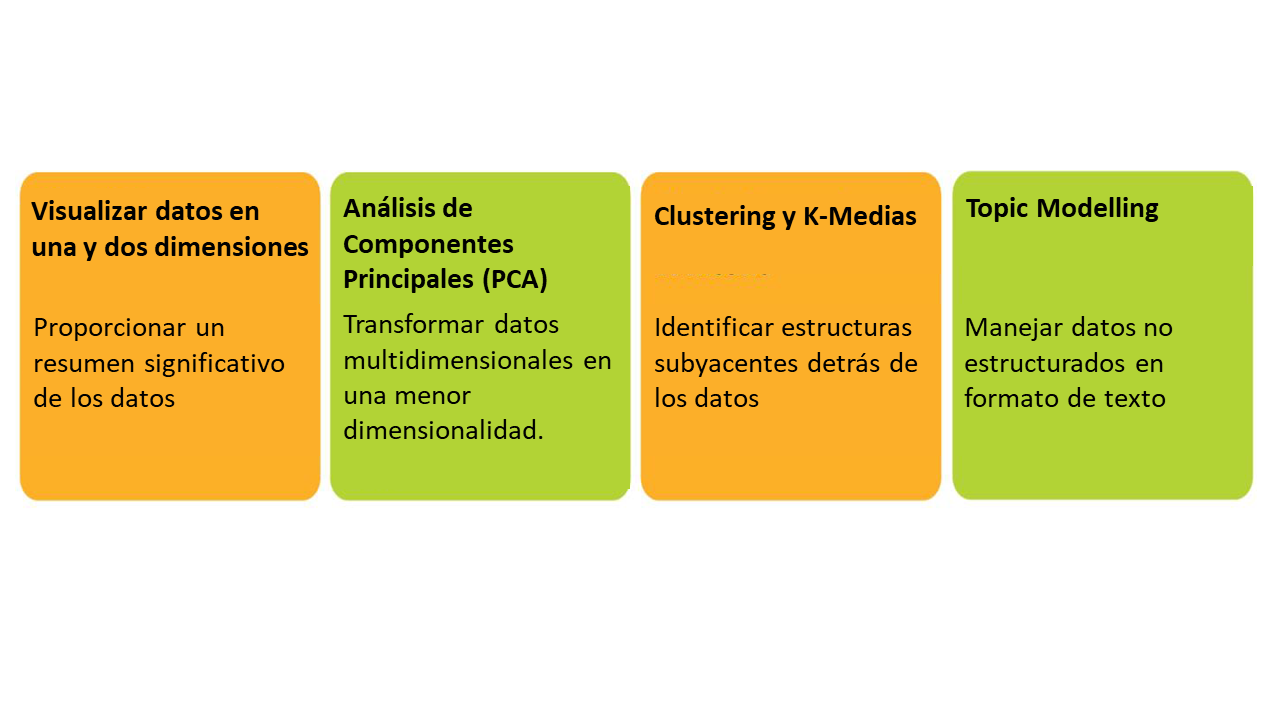 Visualizar datos en
una y dos dimensiones
Proporcionar un
resumen significativo
de los datos
Análisis de
Componentes
Principales (PCA)
Transformar datos
multidimensionales en
una menor
dimensionalidad.
Clustering y K-Medias
Identificar estructuras
subyacentes detrás de
los datos
Topic Modelling
Manejar datos no
estructurados en
formato de texto